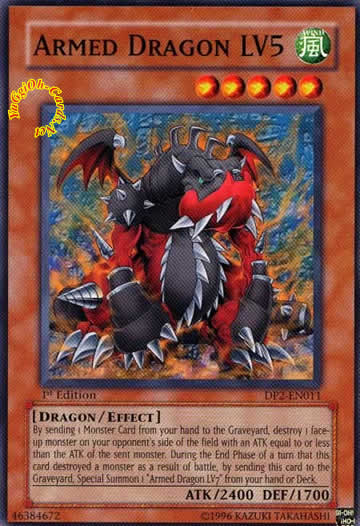 ARMED DRAGON LV5
WIND
風
YuGgiOh-Cards.Net
1st Edition
DP2-EN011
[DRAGON / EFFECT]
By sending 1 Monster Card from your hand to the Graveyard, destroy 1 face-
up monster on your opponent's side of the field with an ATK equal to or less
than the ATK of the sent monster. During the End Phase of a turn that this
card destroyed a monster as a result of battle, by sending this card to the
Graveyard, Special Summon 1 "Armed Dragon LV7" from your hand or Deck.
ATK/2400 DEF/1700
46384672
©1996 KAZUKI TAKAHASHI